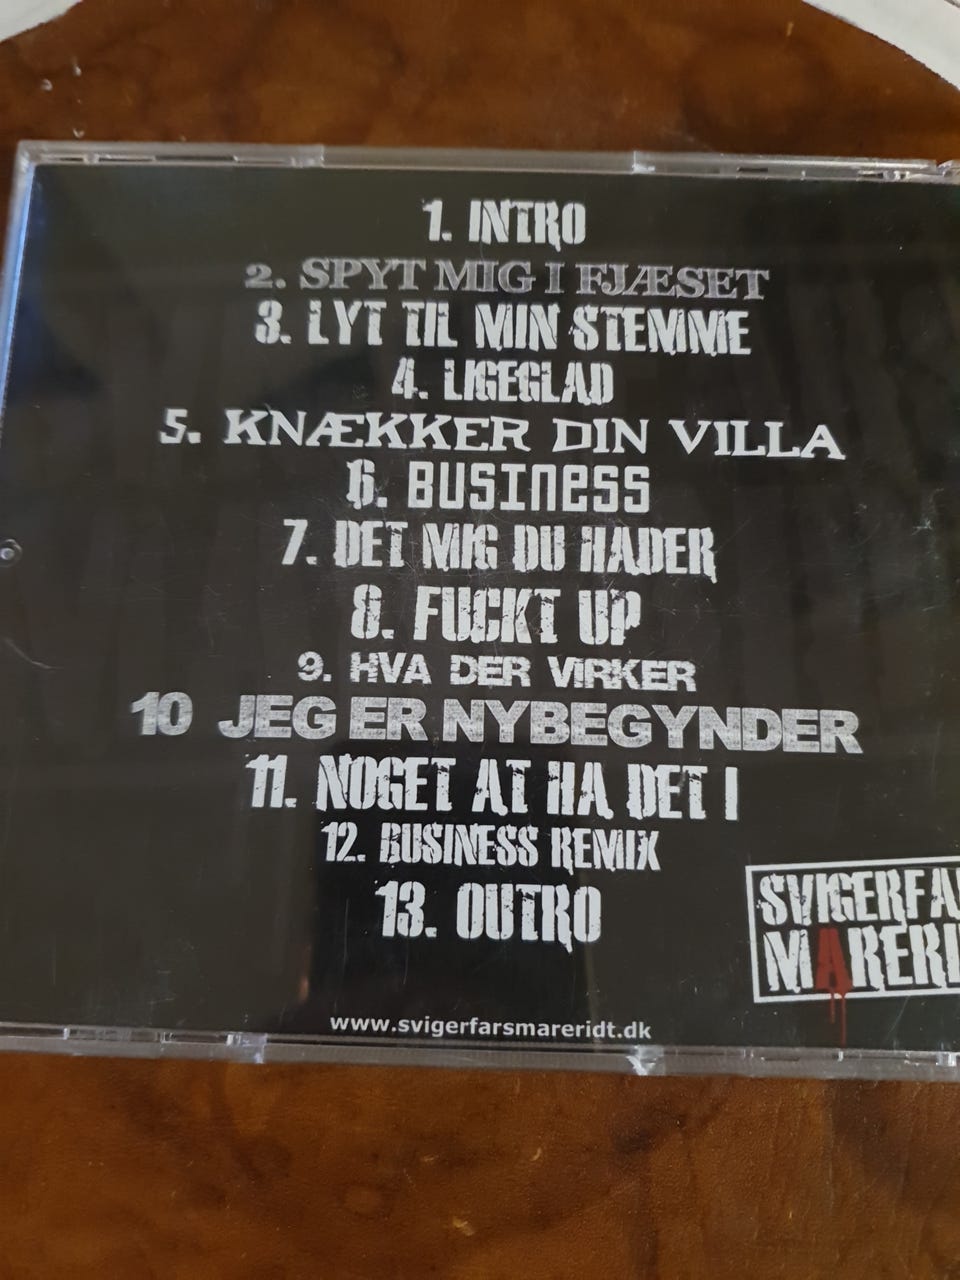 1. INTRO
2. SPYT MIG I FJÆSET
3. LYT TIL MIN STEMME
4. LIGEGLAD
5. KNÆKKER DIN VILLA
6. BUSINESS
7. DET MIG DU HADER
8. FUCKT UP
9. HVA DER VIRKER
10 JEG ER NYBEGYNDER
11. NOGET AT HA DET I
12. BUSINESS REMIX
13. OUTRO
SVIGERFA
MARERI
www.svigerfarsmareridt.dk